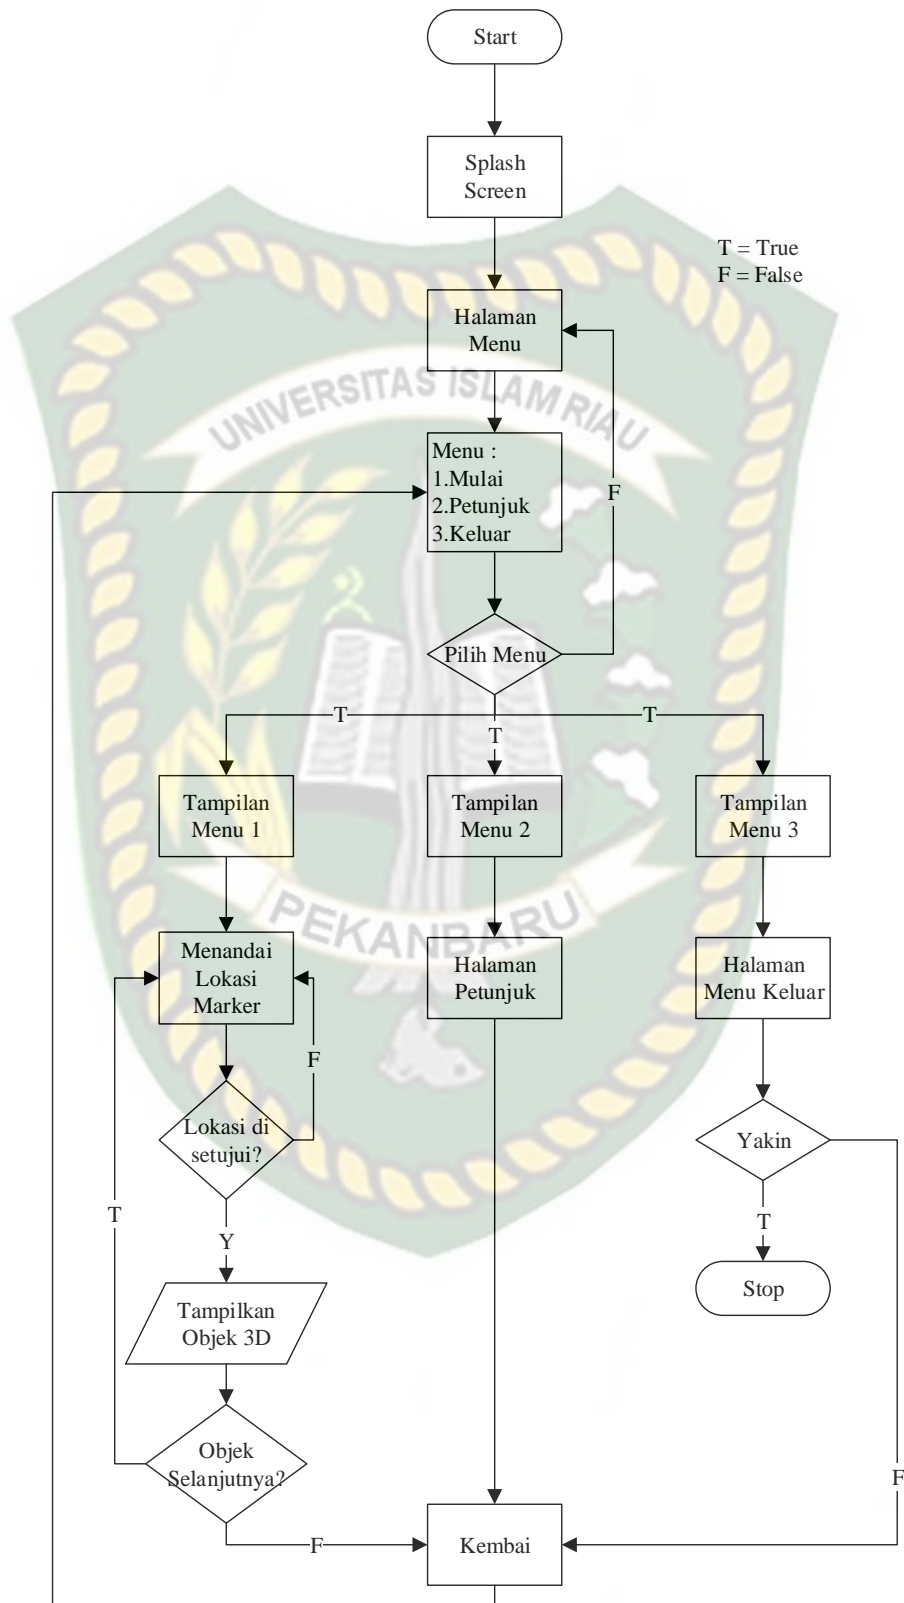 Start
Splash
Screen
T = True
F = False
Halaman
Menu
UNIVERSITAS ISLAM RIAU
Menu :
1.Mulai
2.Petunjuk
3.Keluar
F
Pilih Menu
T
T
T
Tampilan
Menu 1
Tampilan
Menu 2
Tampilan
Menu 3
PEKANBARU
Menandai
Lokasi
Marker
Halaman
Petunjuk
Halaman
Menu Keluar
F
Lokasi di
setujui?
Yakin
T
Y
T
Tampilkan
Objek 3D
Stop
Objek
Selanjutnya?
F
F
Kembai